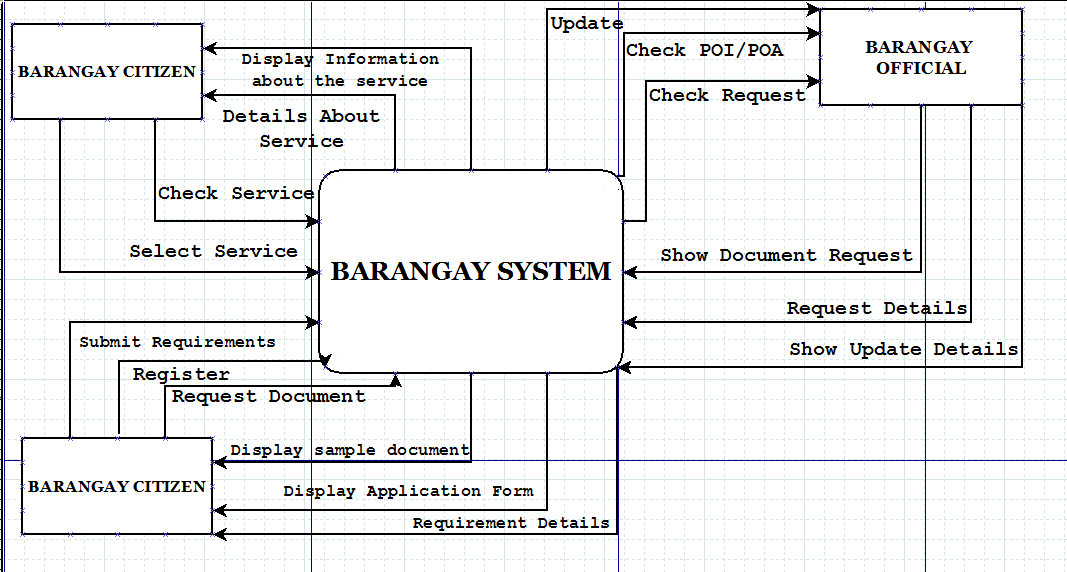 Update
BARANGAY
OFFICIAL
Check POI/POA
Display Information
about the service
BARANGAY CITIZEN
Check Request
Details About
Service
Check Service
Select Service
BARANGAY SYSTEM
Show Document Request
Request Details
Submit Requirements
Show Update Details
Register
Request Document
Display sample document
BARANGAY CITIZEN
Display Application Form
Requirement Details